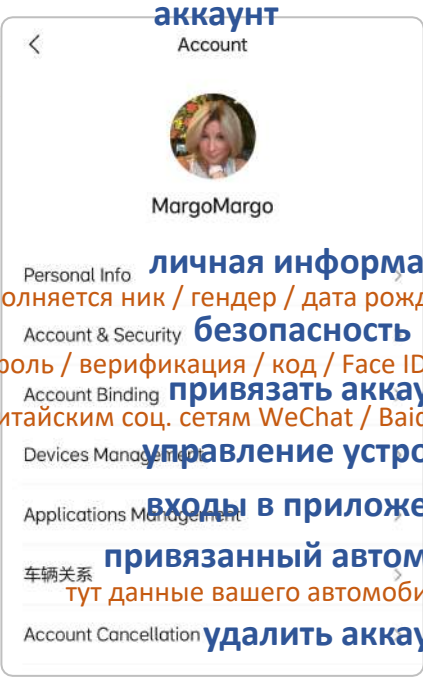 аккаунт
Account
MargoMargo
Personal Info личная информа
олняется ник / гендер / дата рожд
Account & Security безопасность
роль / верификация / код / Face ID
Account Binding привязать аккау
итайским соц. сетям WeChat / Baid
Devices Management управление устро
Applications Management входы в приложе
车辆关系 привязанный автом
тут данные вашего автомоби
Account Cancellation удалить аккау